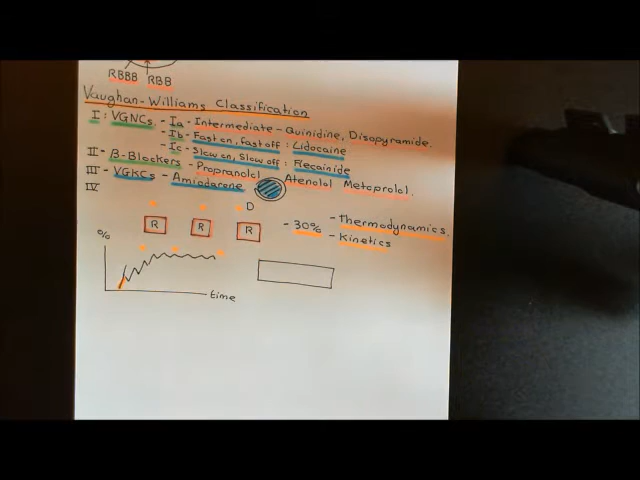 RBBB RBB
Vaughan-Williams Classification
I : VGNCs - Ia - Intermediate - Quinidine, Disopyramide.
- Ib - Fast on, fast off : Lidocaine
- Ic - Slow on, Slow off : Flecainide
II - β-Blockers - Propranolol Atenolol Metoprolol.
III - VGKCs - Amiodarone
IV
D
R R R - 30% - Thermodynamics.
- Kinetics
%
time